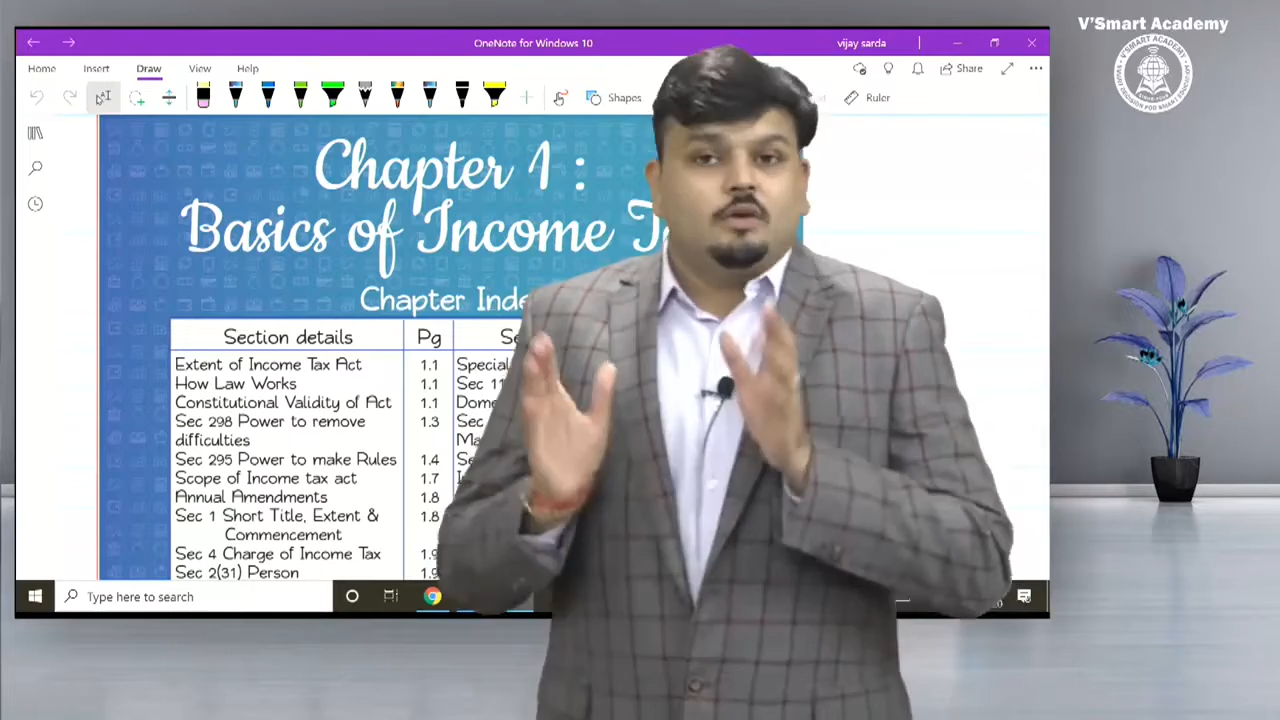 V'Smart Academy
OneNote for Windows 10
vijay sarda
Home Insert Draw View Help
Share
Shapes
Ruler
Chapter 1 :
Basics of Income
Chapter
Section details Pg
Extent of Income Tax Act 1.1 Special
How Law Works 1.1 Sec
Constitutional Validity of Act 1.1
Sec 298 Power to remove 1.3 Sec
difficulties
Sec 295 Power to make Rules 1.4
Scope of Income tax act 1.7
Annual Amendments 1.8
Sec 1 Short Title, Extent & 1.8
Commencement
Sec 4 Charge of Income Tax
Sec 2(31) Person
Type here to search